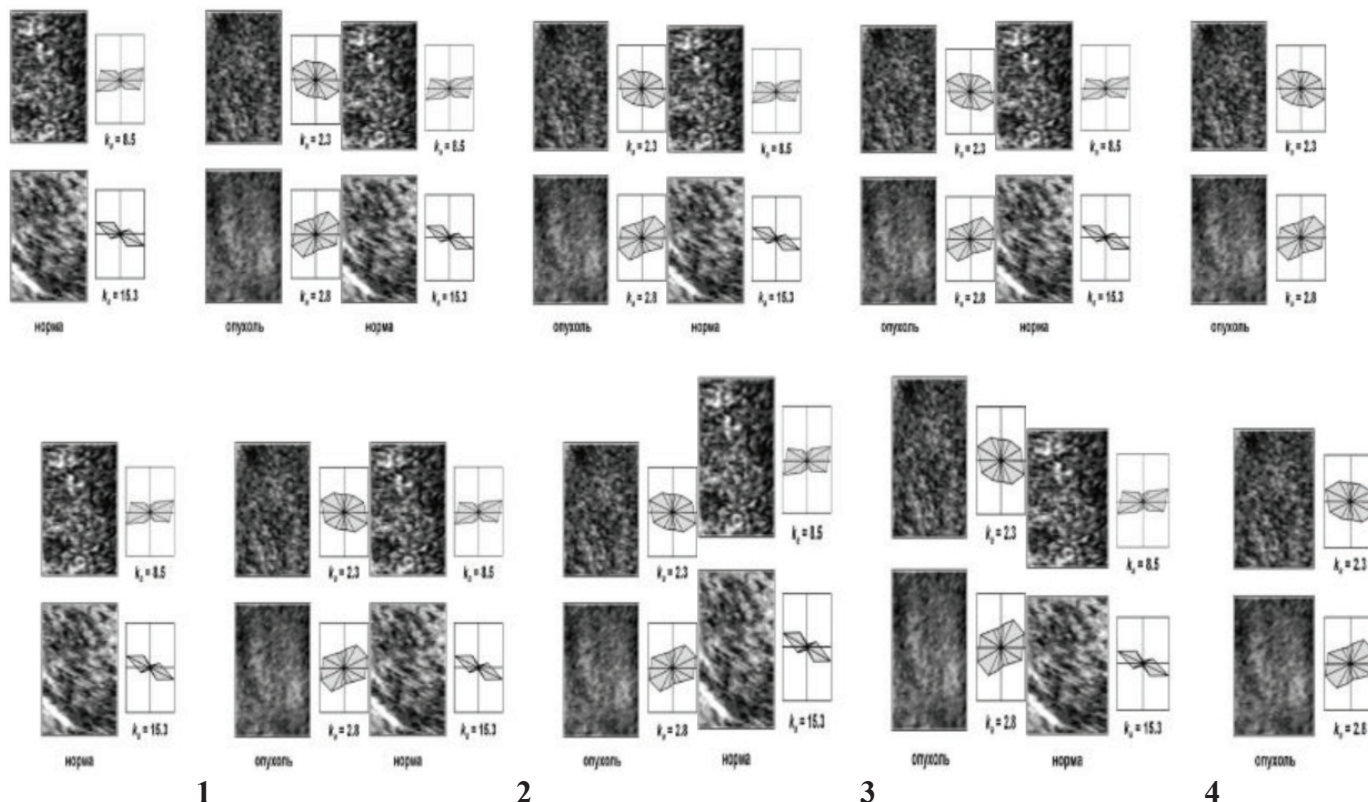 kₐ = 8.5 kₐ = 2.3 kₐ = 8.5 kₐ = 2.3 kₐ = 8.5 kₐ = 2.3 kₐ = 8.5 kₐ = 2.3
kₐ = 15.3 kₐ = 2.8 kₐ = 15.3 kₐ = 2.8 kₐ = 15.3 kₐ = 2.8 kₐ = 15.3 kₐ = 2.8
норма опухоль норма опухоль норма опухоль норма опухоль
kₐ = 8.5 kₐ = 2.3 kₐ = 8.5 kₐ = 2.3 kₐ = 8.5 kₐ = 2.3 kₐ = 8.5 kₐ = 2.3
kₐ = 15.3 kₐ = 2.8 kₐ = 15.3 kₐ = 2.8 kₐ = 15.3 kₐ = 2.8 kₐ = 15.3 kₐ = 2.8
норма опухоль норма опухоль норма опухоль норма опухоль
1 2 3 4